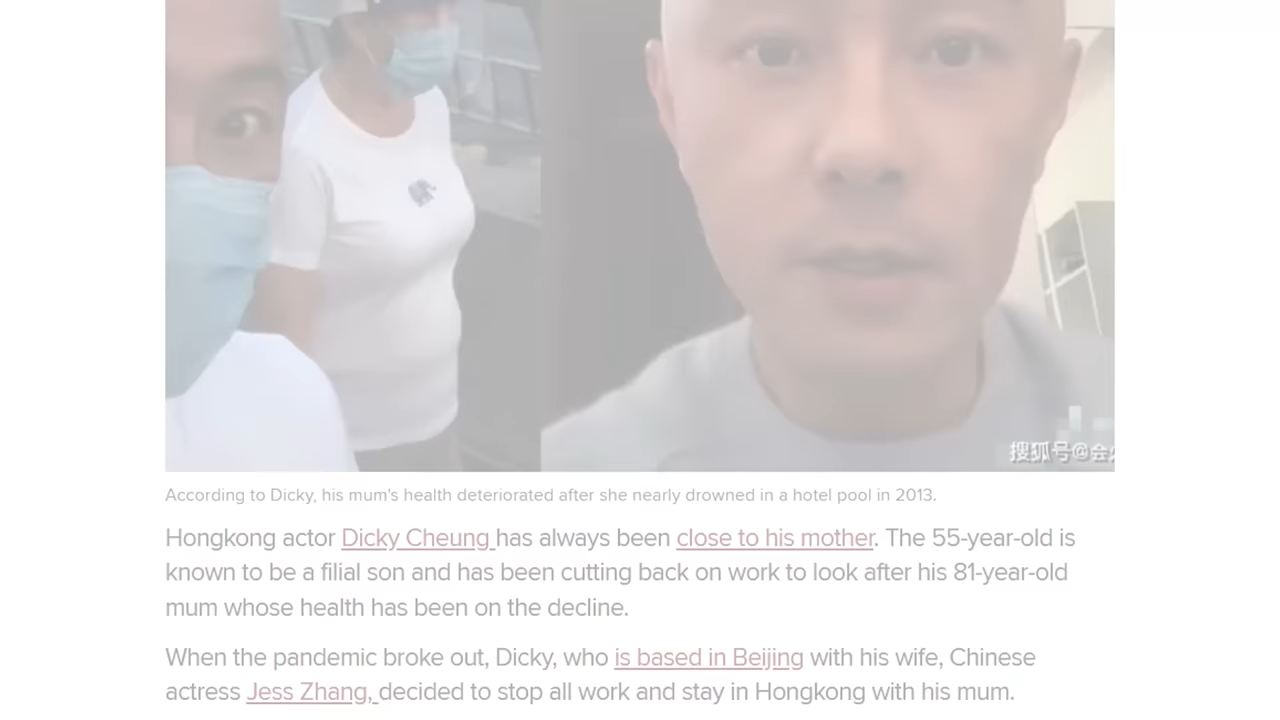 搜狐号@会
According to Dicky, his mum's health deteriorated after she nearly drowned in a hotel pool in 2013.
Hongkong actor Dicky Cheung has always been close to his mother. The 55-year-old is
known to be a filial son and has been cutting back on work to look after his 81-year-old
mum whose health has been on the decline.
When the pandemic broke out, Dicky, who is based in Beijing with his wife, Chinese
actress Jess Zhang, decided to stop all work and stay in Hongkong with his mum.